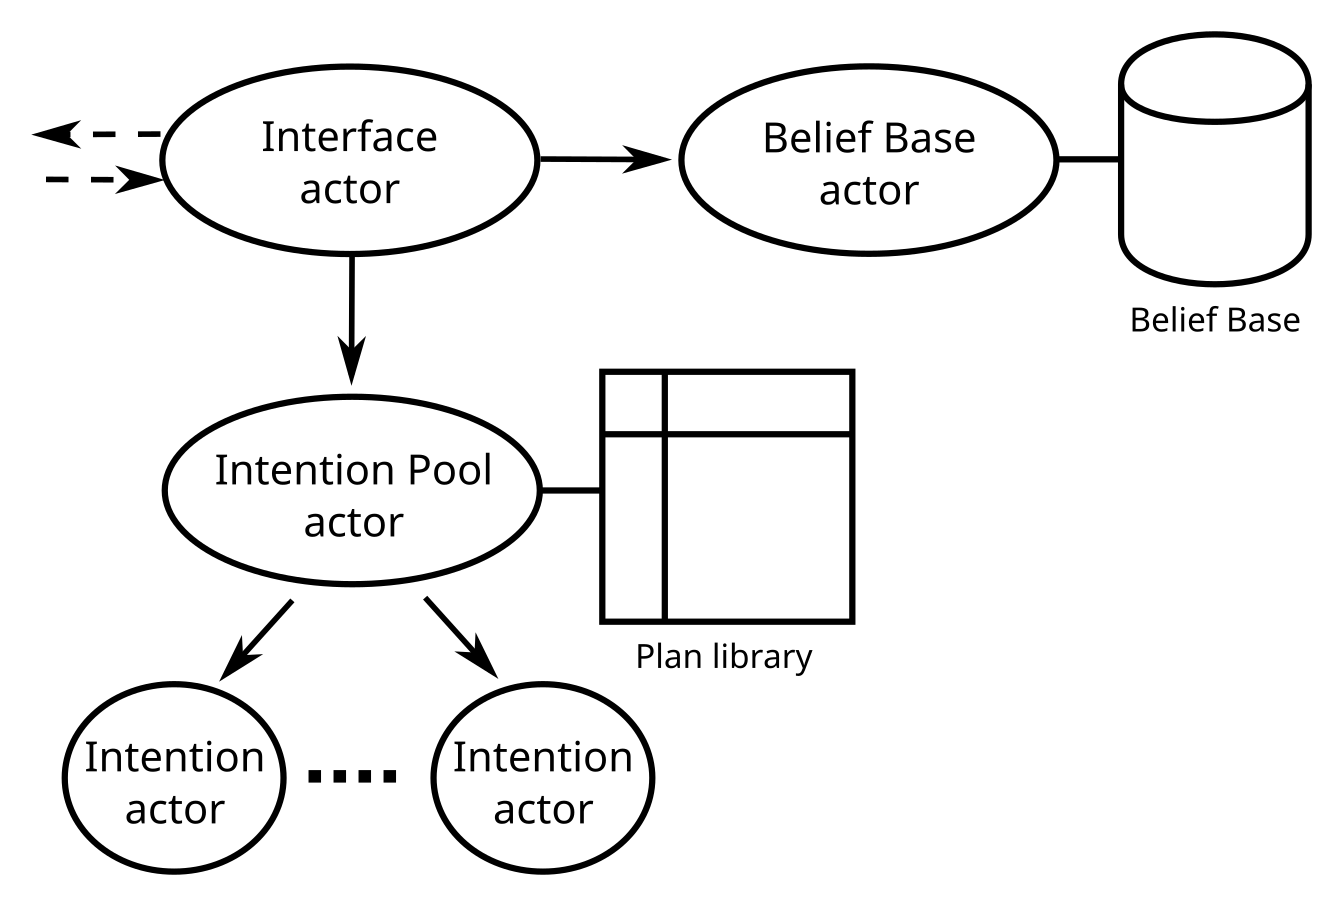 Interface
actor
Belief Base
actor
Belief Base
Intention Pool
actor
Plan library
Intention
actor
Intention
actor